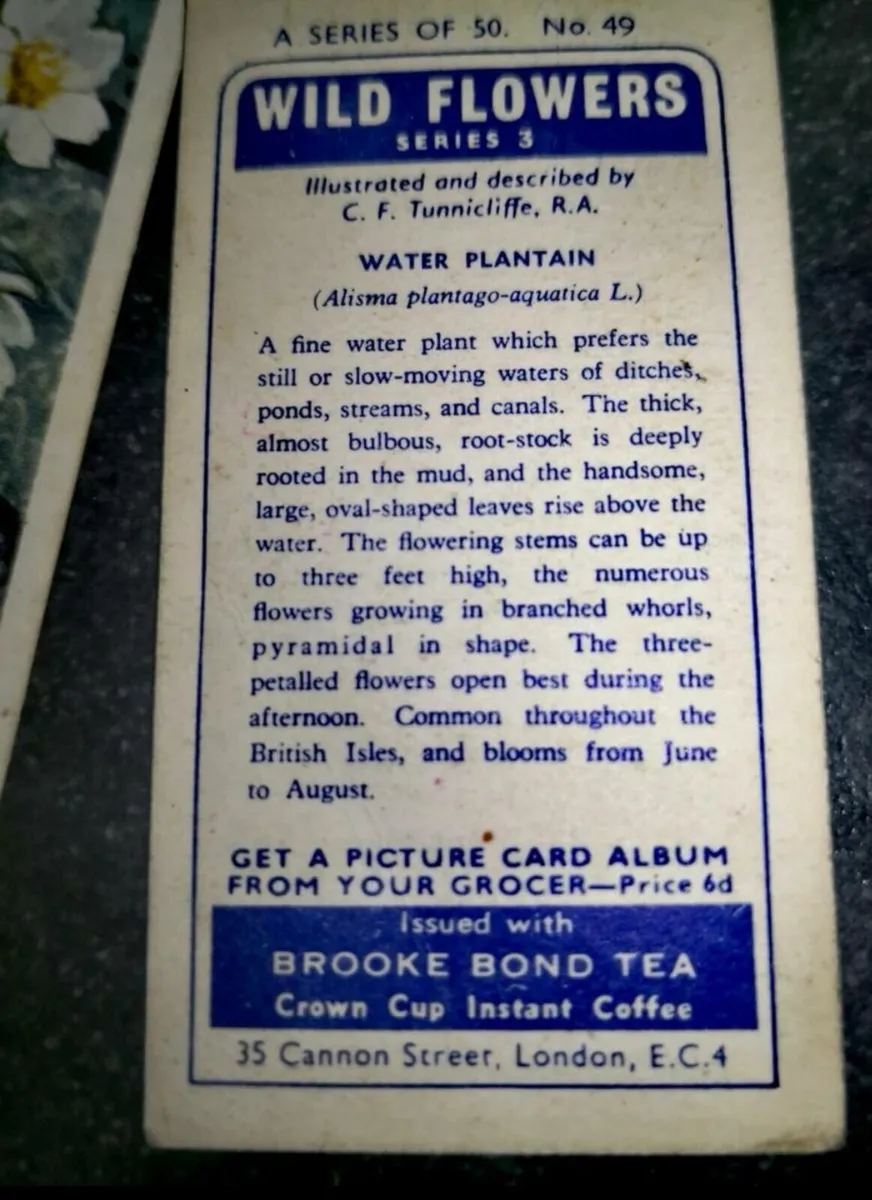 A SERIES OF 50. No. 49
WILD FLOWERS
SERIES 3
Illustrated and described by
C. F. Tunnicliffe, R.A.
WATER PLANTAIN
(Alisma plantago-aquatica L.)
A fine water plant which prefers the
still or slow-moving waters of ditches,
ponds, streams, and canals. The thick,
almost bulbous, root-stock is deeply
rooted in the mud, and the handsome,
large, oval-shaped leaves rise above the
water. The flowering stems can be up
to three feet high, the numerous
flowers growing in branched whorls,
pyramidal in shape. The three-
petalled flowers open best during the
afternoon. Common throughout the
British Isles, and blooms from June
to August.
GET A PICTURE CARD ALBUM
FROM YOUR GROCER—Price 6d
Issued with
BROOKE BOND TEA
Crown Cup Instant Coffee
35 Cannon Street, London, E.C.4